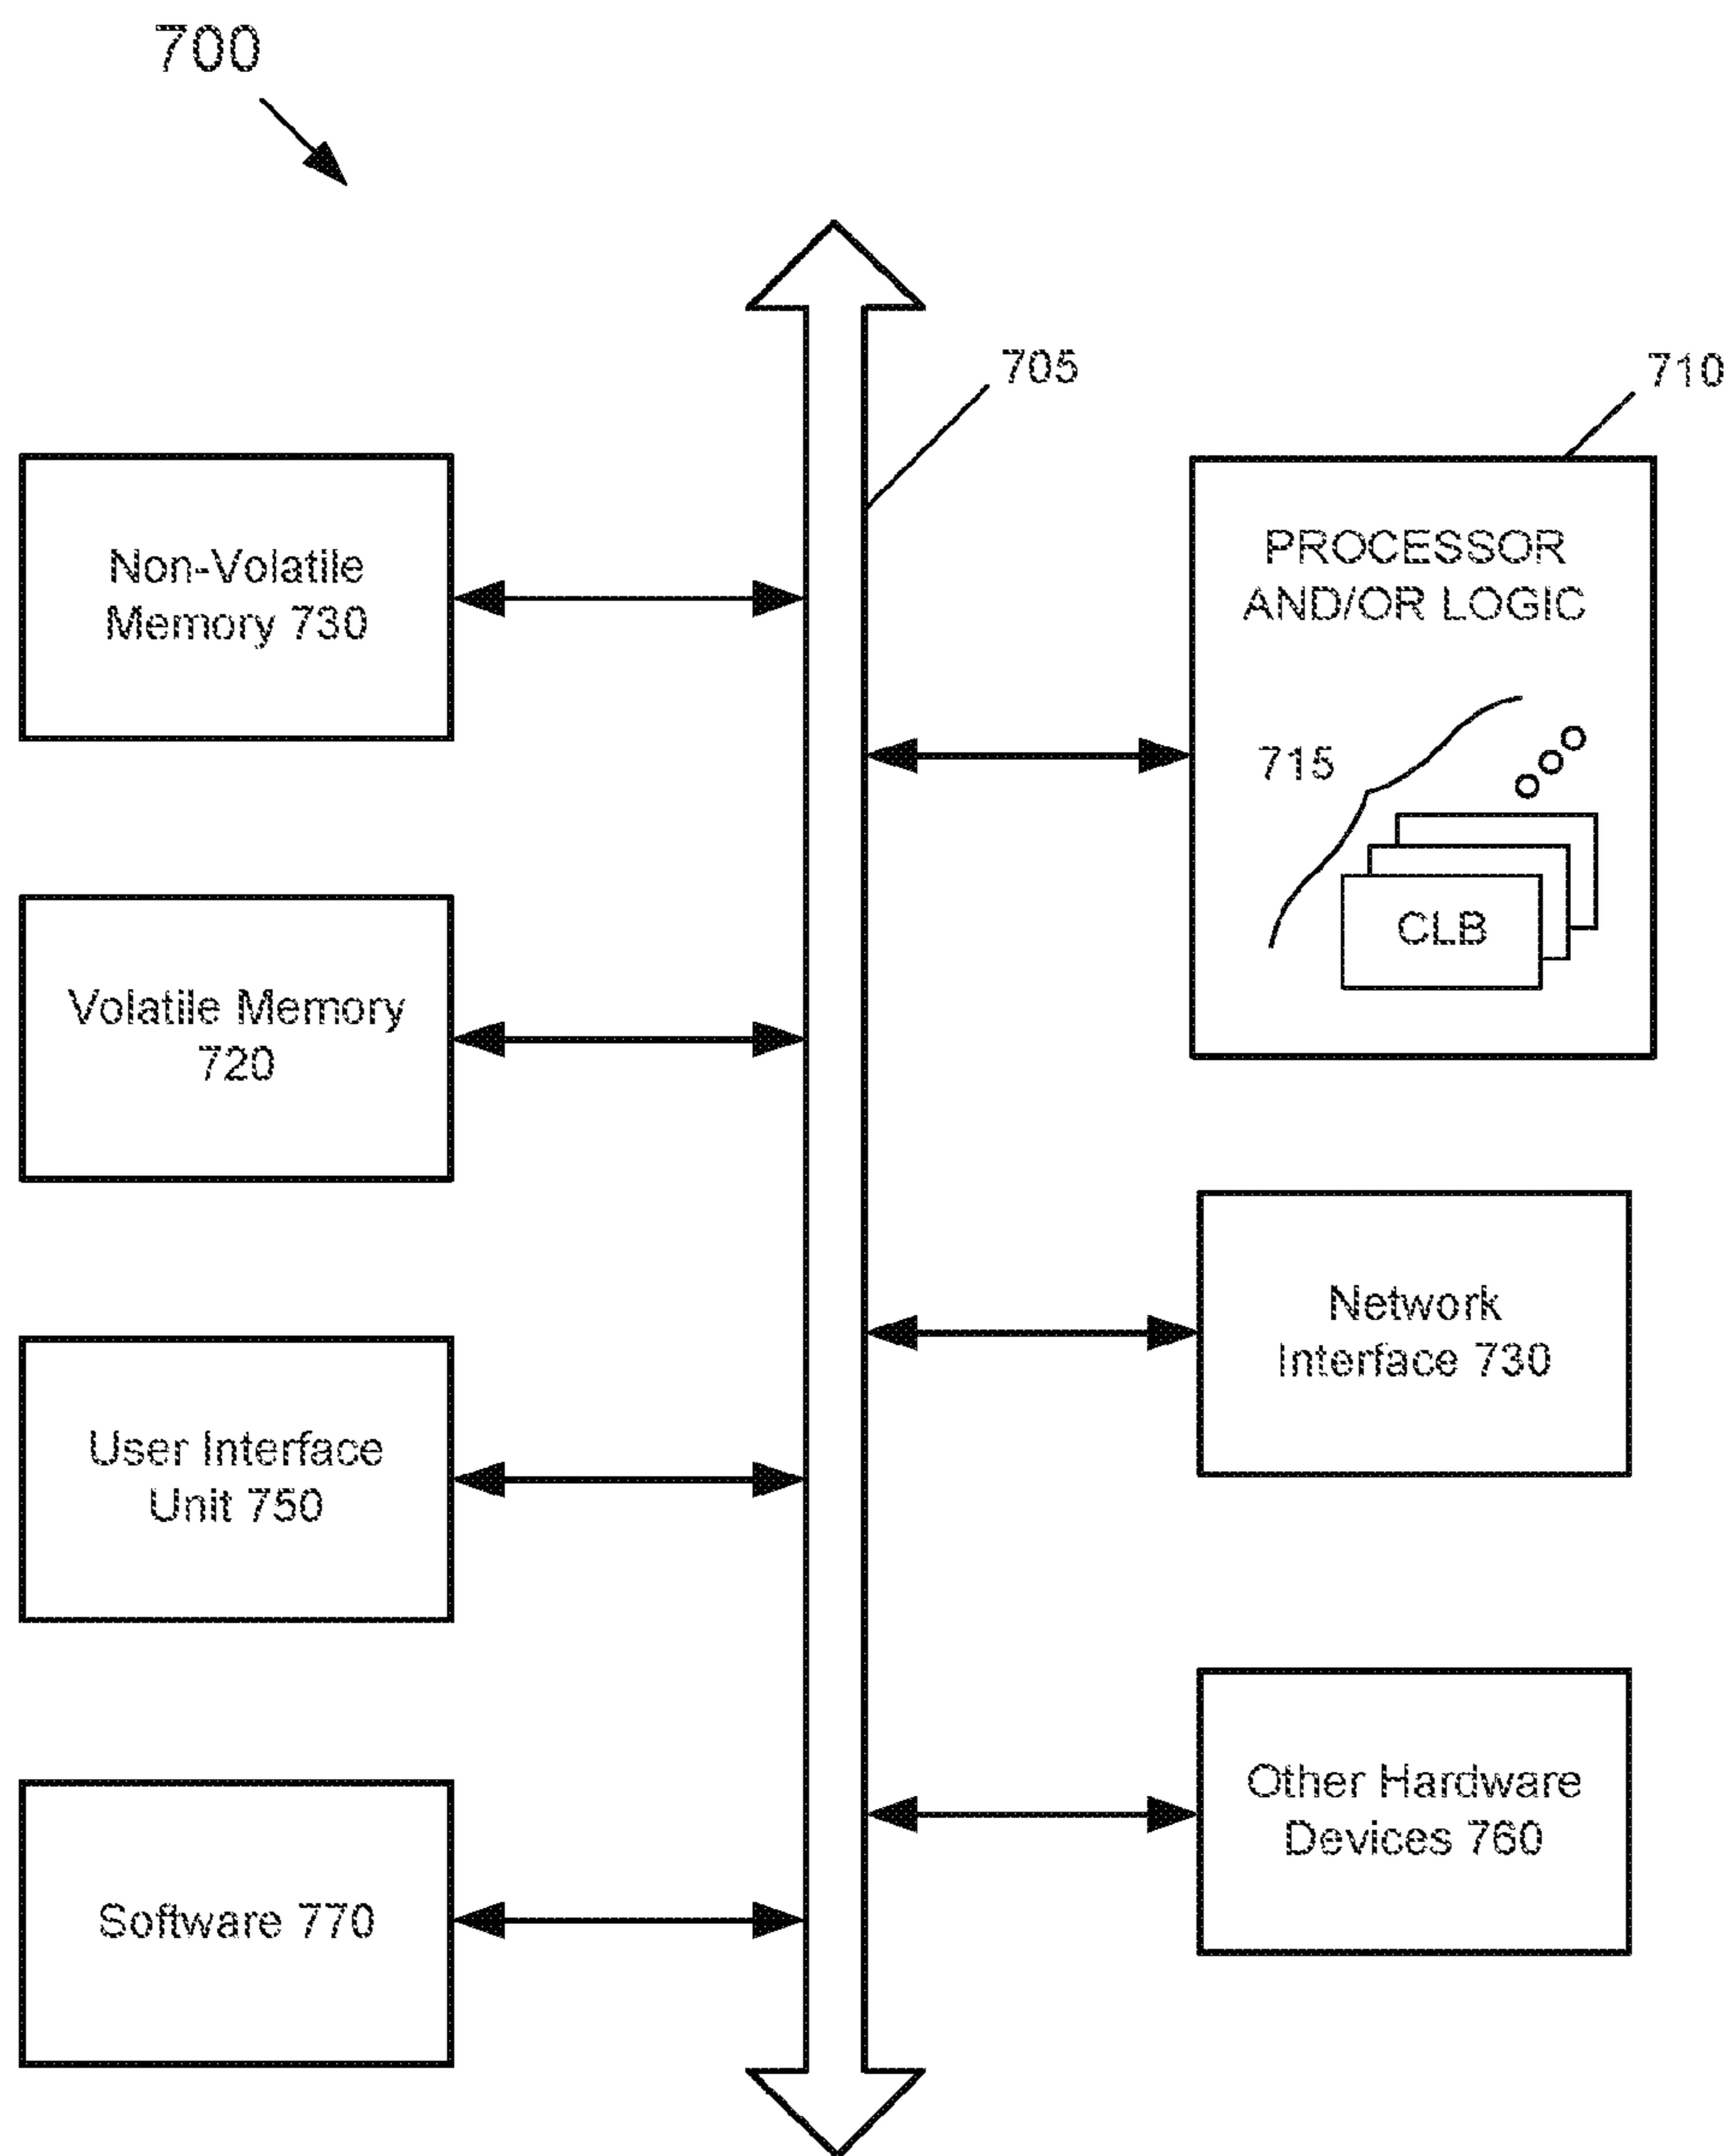 700
705
710
Non-Volatile
Memory 730
PROCESSOR
AND/OR LOGIC
715
CLB
Volatile Memory
720
Network
Interface 730
User Interface
Unit 750
Other Hardware
Devices 760
Software 770